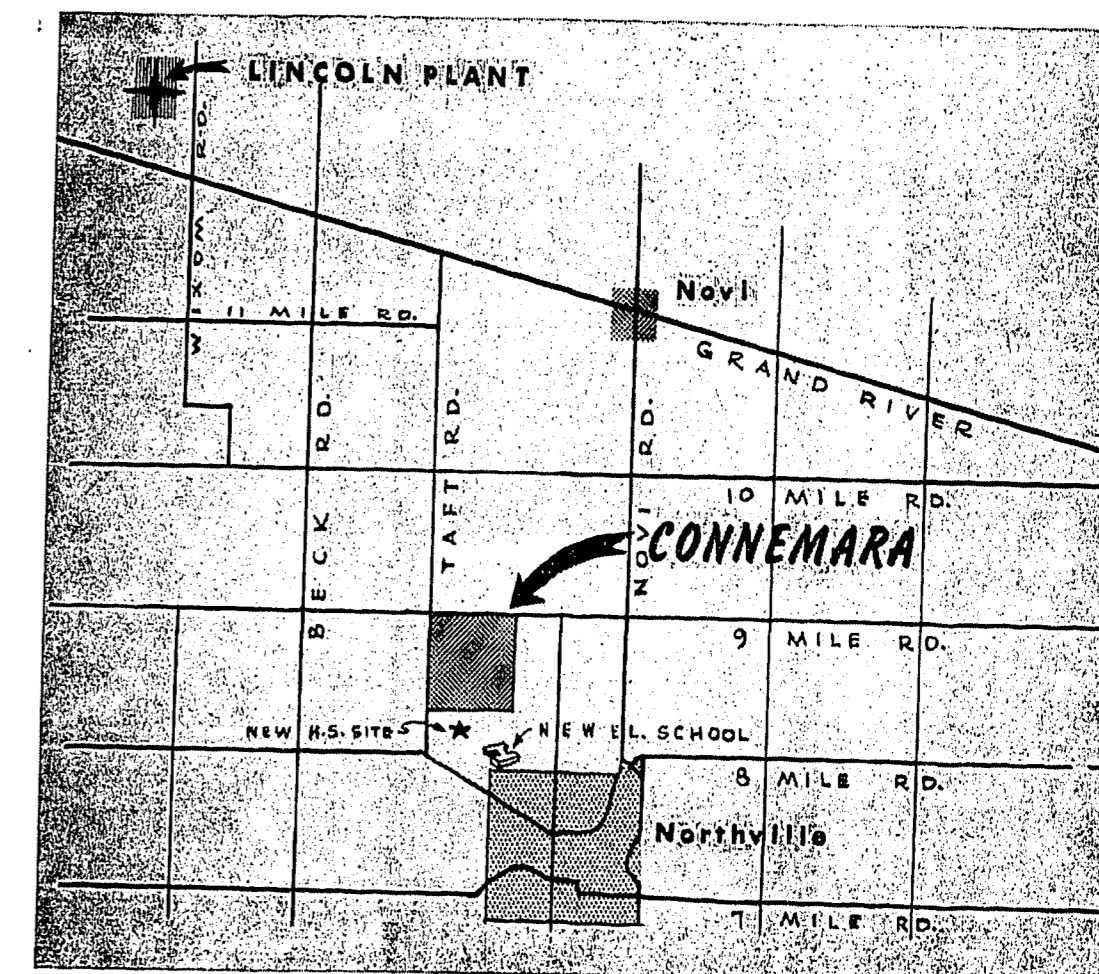 LINCOLN PLANT
WIXOM RD.
Novi
11 MILE RD.
GRAND RIVER
BECK RD.
TAFT RD.
NOVI RD.
10 MILE RD.
CONNEMARA
9 MILE RD.
NEW H.S. SITE
NEW EL. SCHOOL
8 MILE RD.
Northville
7 MILE RD.